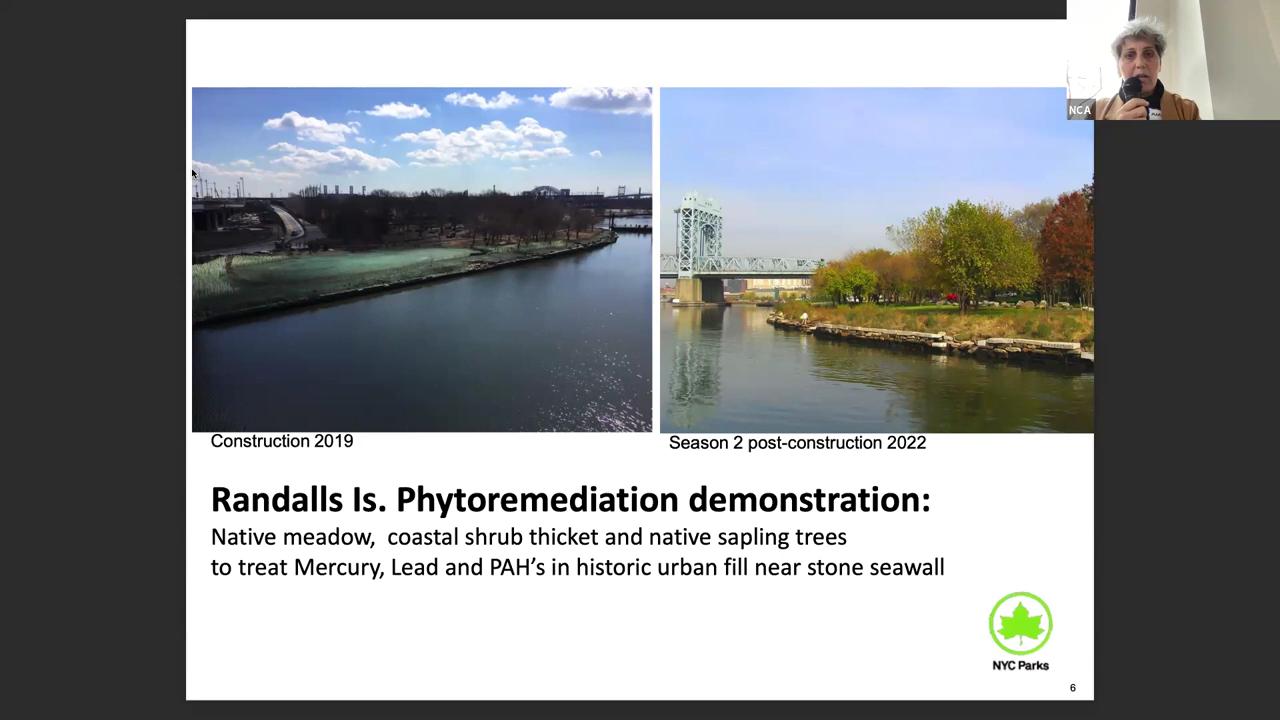 NCA
Construction 2019
Season 2 post-construction 2022
Randalls Is. Phytoremediation demonstration:
Native meadow, coastal shrub thicket and native sapling trees
to treat Mercury, Lead and PAH's in historic urban fill near stone seawall
NYC Parks
6